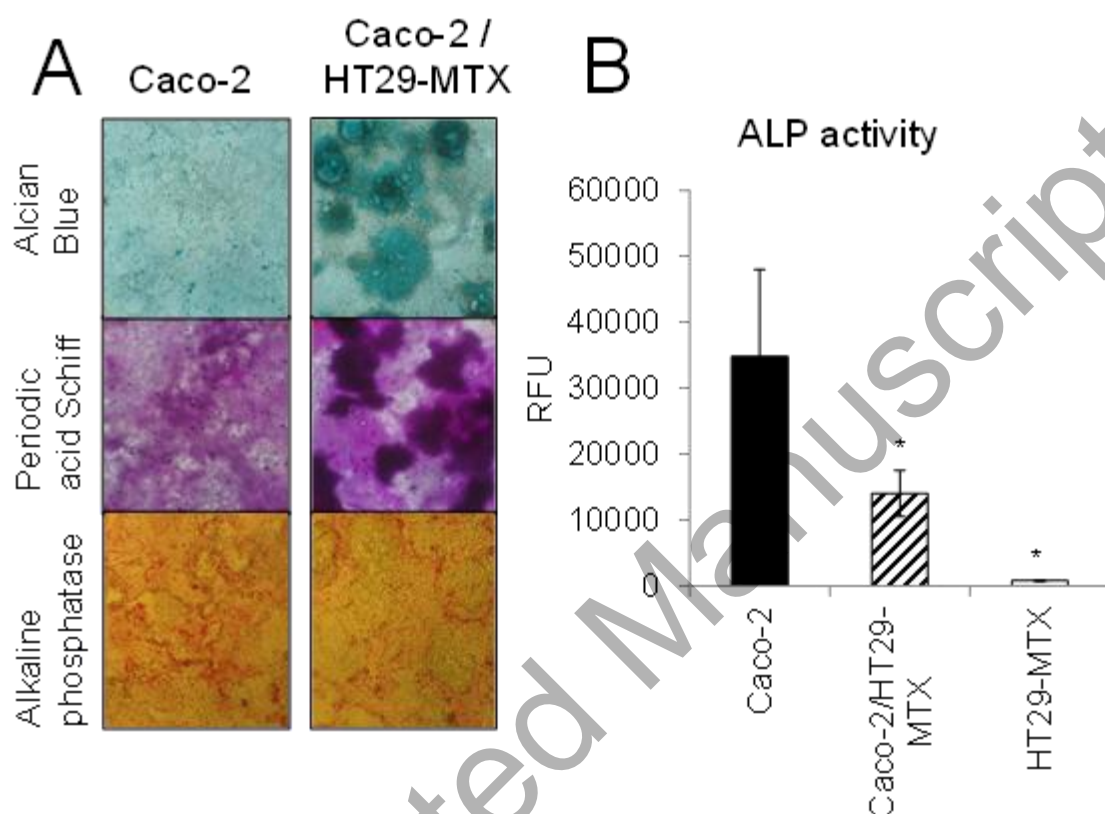 A
Caco-2
Caco-2 /
HT29-MTX
Alcian
Blue
Periodic
acid Schiff
Alkaline
phosphatase
B
ALP activity
RFU
60000
50000
40000
30000
20000
10000
0
*
*
Caco-2
Caco-2/HT29-
MTX
HT29-MTX
ted Manuscript